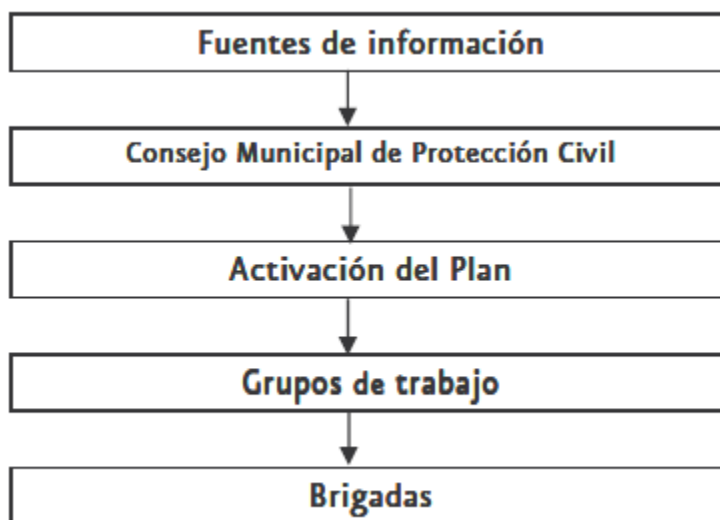 Fuentes de información
Consejo Municipal de Protección Civil
Activación del Plan
Grupos de trabajo
Brigadas